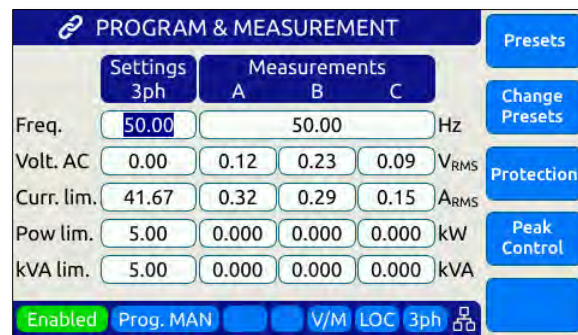 PROGRAM & MEASUREMENT
Presets
Settings Measurements
3ph A B C
Change
Presets
Freq. 50.00 50.00 Hz
Volt. AC 0.00 0.12 0.23 0.09 VRMS
Protection
Curr. lim. 41.67 0.32 0.29 0.15 ARMS
Pow lim. 5.00 0.000 0.000 0.000 kW
Peak
Control
kVA lim. 5.00 0.000 0.000 0.000 kVA
Enabled Prog. MAN V/M LOC 3ph